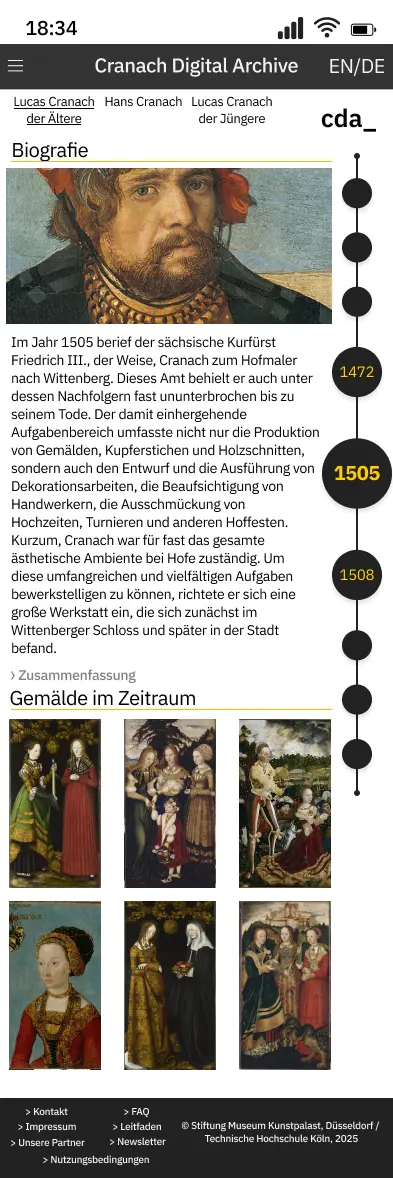 18:34
Cranach Digital Archive
EN/DE
Lucas Cranach
der Ältere
Hans Cranach
Lucas Cranach
der Jüngere
cda_
Biografie
Im Jahr 1505 berief der sächsische Kurfürst
Friedrich III., der Weise, Cranach zum Hofmaler
nach Wittenberg. Dieses Amt behielt er auch unter
dessen Nachfolgern fast ununterbrochen bis zu
seinem Tode. Der damit einhergehende
Aufgabenbereich umfasste nicht nur die Produktion
von Gemälden, Kupferstichen und Holzschnitten,
sondern auch den Entwurf und die Ausführung von
Dekorationsarbeiten, die Beaufsichtigung von
Handwerkern, die Ausschmückung von
Hochzeiten, Turnieren und anderen Hoffesten.
Kurzum, Cranach war für fast das gesamte
ästhetische Ambiente bei Hofe zuständig. Um
diese umfangreichen und vielfältigen Aufgaben
bewerkstelligen zu können, richtete er sich eine
große Werkstatt ein, die sich zunächst im
Wittenberger Schloss und später in der Stadt
befand.
1472
1505
1508
› Zusammenfassung
Gemälde im Zeitraum
> Kontakt
> Impressum
> Unsere Partner
> FAQ
> Leitfaden
> Newsletter
> Nutzungsbedingungen
© Stiftung Museum Kunstpalast, Düsseldorf /
Technische Hochschule Köln, 2025